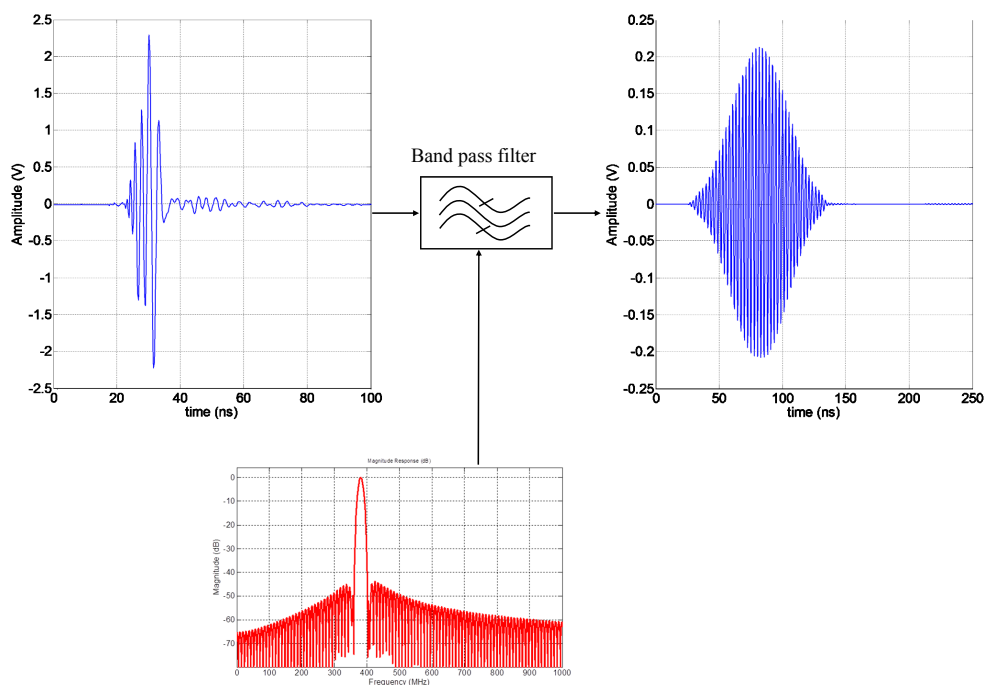 2.5
2
1.5
1
0.5
0
-0.5
-1
-1.5
-2
-2.5
Amplitude (V)
0 20 40 60 80 100
time (ns)
Band pass filter
0.25
0.2
0.15
0.1
0.05
0
-0.05
-0.1
-0.15
-0.2
-0.25
Amplitude (V)
0 50 100 150 200 250
time (ns)
Magnitude Response (dB)
0
-10
-20
-30
-40
-50
-60
-70
Magnitude (dB)
0 100 200 300 400 500 600 700 800 900 1000
Frequency (MHz)